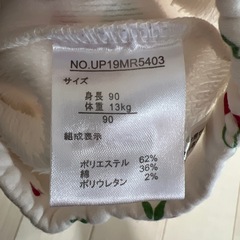 NO.UP19MR5403
サイズ
身長 90
体重 13kg
90
組成表示
ポリエステル 62%
綿 36%
ポリウレタン 2%